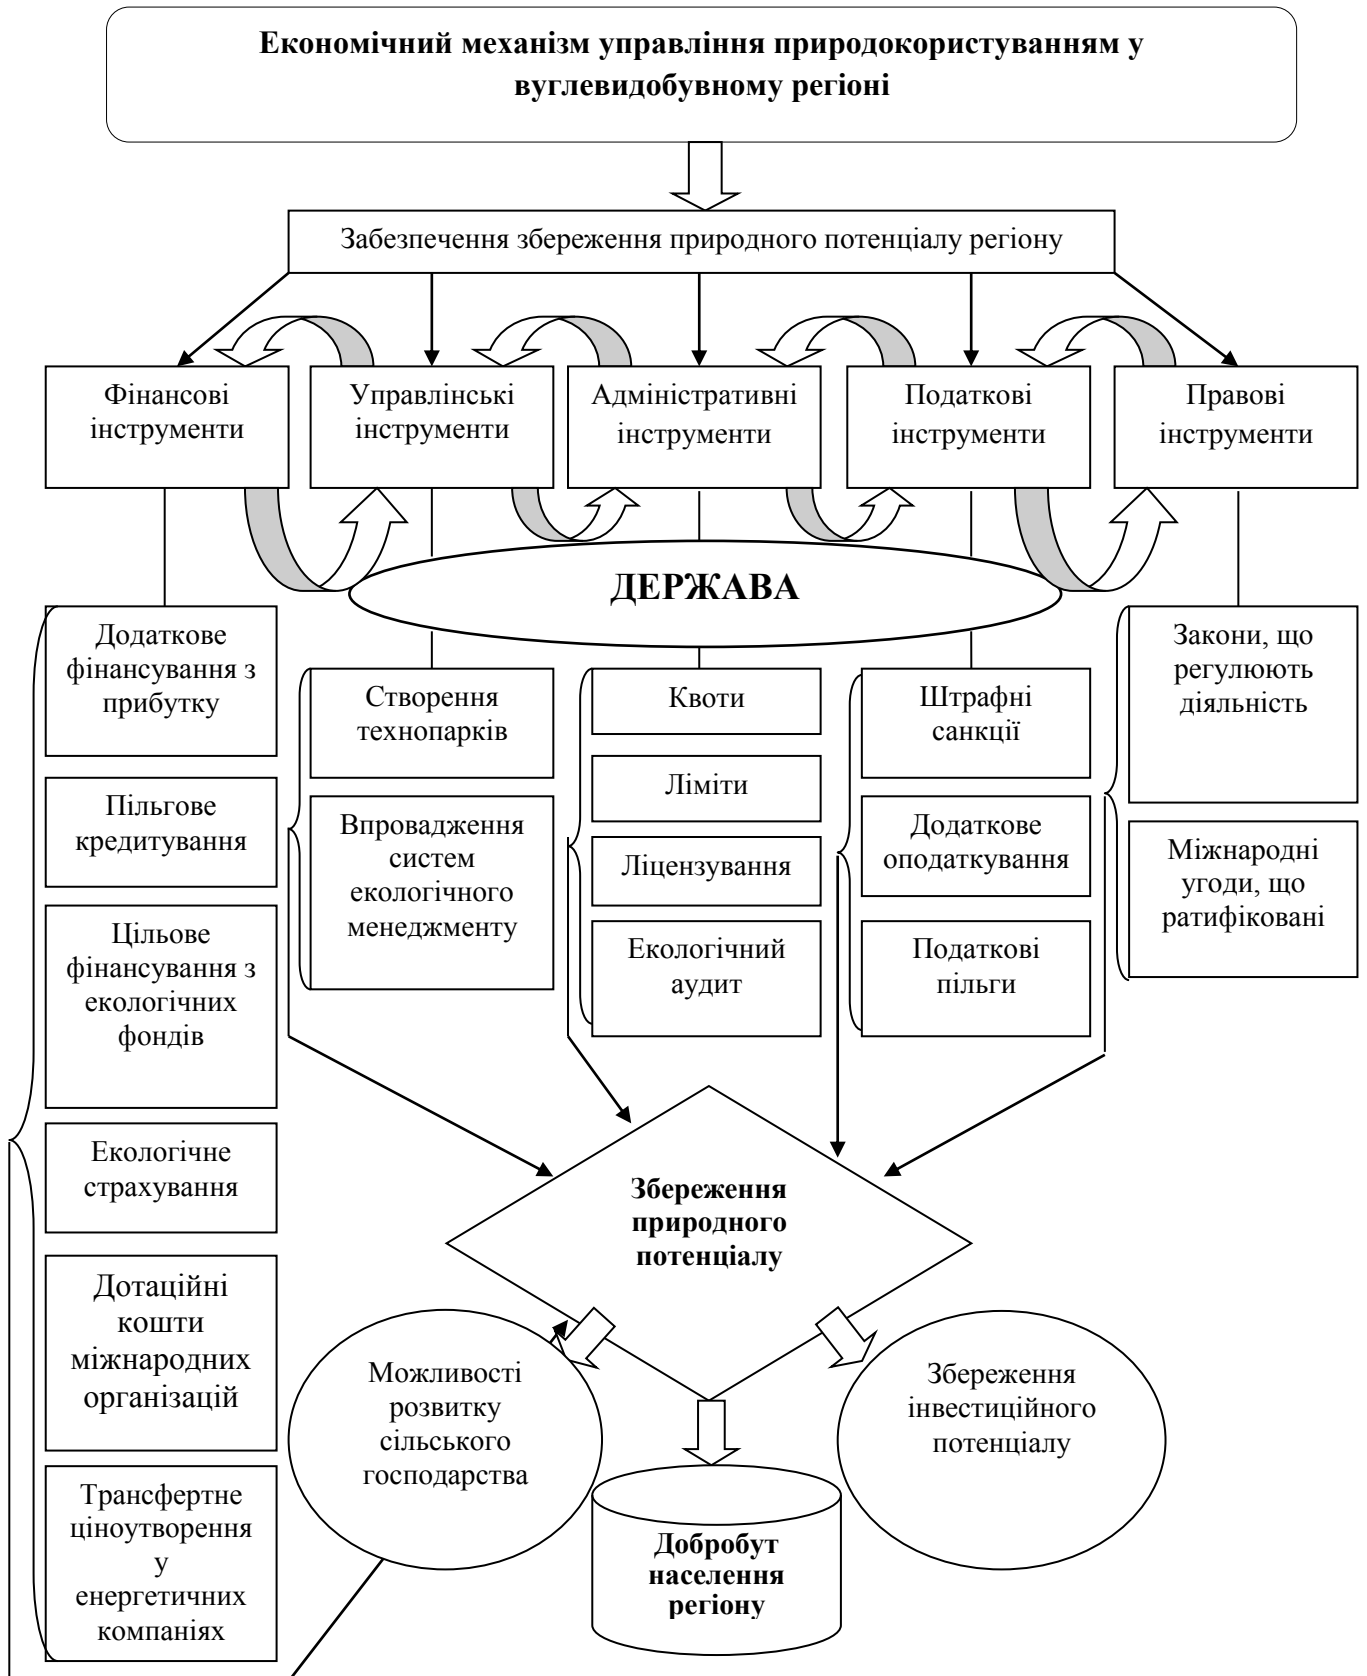 Економічний механізм управління природокористуванням у
вуглевидобувному регіоні
Забезпечення збереження природного потенціалу регіону
Фінансові
інструменти
Управлінські
інструменти
Адміністративні
інструменти
Податкові
інструменти
Правові
інструменти
ДЕРЖАВА
Додаткове
фінансування з
прибутку
Пільгове
кредитування
Цільове
фінансування з
екологічних
фондів
Екологічне
страхування
Дотаційні
кошти
міжнародних
організацій
Трансфертне
ціноутворення
у
енергетичних
компаніях
Створення
технопарків
Впровадження
систем
екологічного
менеджменту
Квоти
Ліміти
Ліцензування
Екологічний
аудит
Штрафні
санкції
Додаткове
оподаткування
Податкові
пільги
Закони, що
регулюють
діяльність
Міжнародні
угоди, що
ратифіковані
Збереження
природного
потенціалу
Можливості
розвитку
сільського
господарства
Збереження
інвестиційного
потенціалу
Добробут
населення
регіону